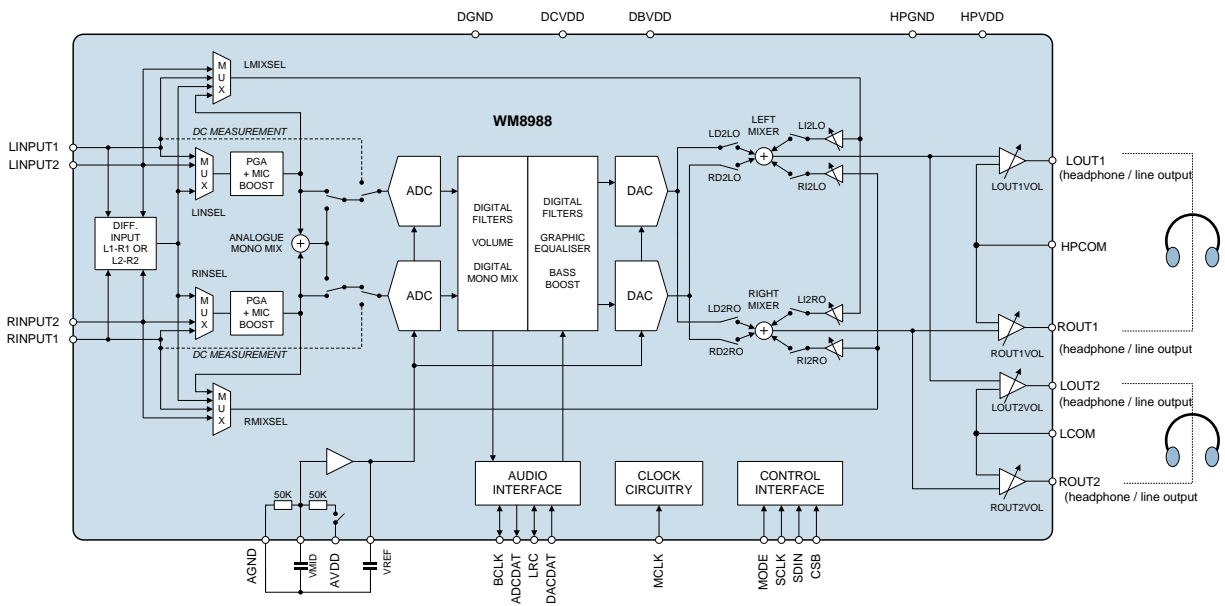 DGND
DCVDD
DBVDD
HPGND
HPVDD
M
U
X
LMIXSEL
WM8988
DC MEASUREMENT
LINPUT1
LINPUT2
M
U
X
PGA
+ MIC
BOOST
LINSEL
ADC
DIGITAL
FILTERS
VOLUME
DIGITAL
MONO MIX
DIGITAL
FILTERS
GRAPHIC
EQUALISER
BASS
BOOST
DAC
LD2LO
RD2LO
LEFT
MIXER
LI2LO
RI2LO
LOUT1VOL
LOUT1
(headphone / line output
DIFF.
INPUT
L1-R1 OR
L2-R2
ANALOGUE
MONO MIX
HPCOM
RINSEL
M
U
X
PGA
+ MIC
BOOST
ADC
DAC
LD2RO
RD2RO
RIGHT
MIXER
LI2RO
RI2RO
RINPUT2
RINPUT1
DC MEASUREMENT
ROUT1VOL
ROUT1
(headphone / line output
M
U
X
RMIXSEL
LOUT2VOL
LOUT2
(headphone / line output
LCOM
50K
50K
AUDIO
INTERFACE
CLOCK
CIRCUITRY
CONTROL
INTERFACE
ROUT2VOL
ROUT2
(headphone / line output
AGND
VMID
AVDD
VREF
BCLK
ADCDAT
LRC
DACDAT
MCLK
MODE
SCLK
SDIN
CSB